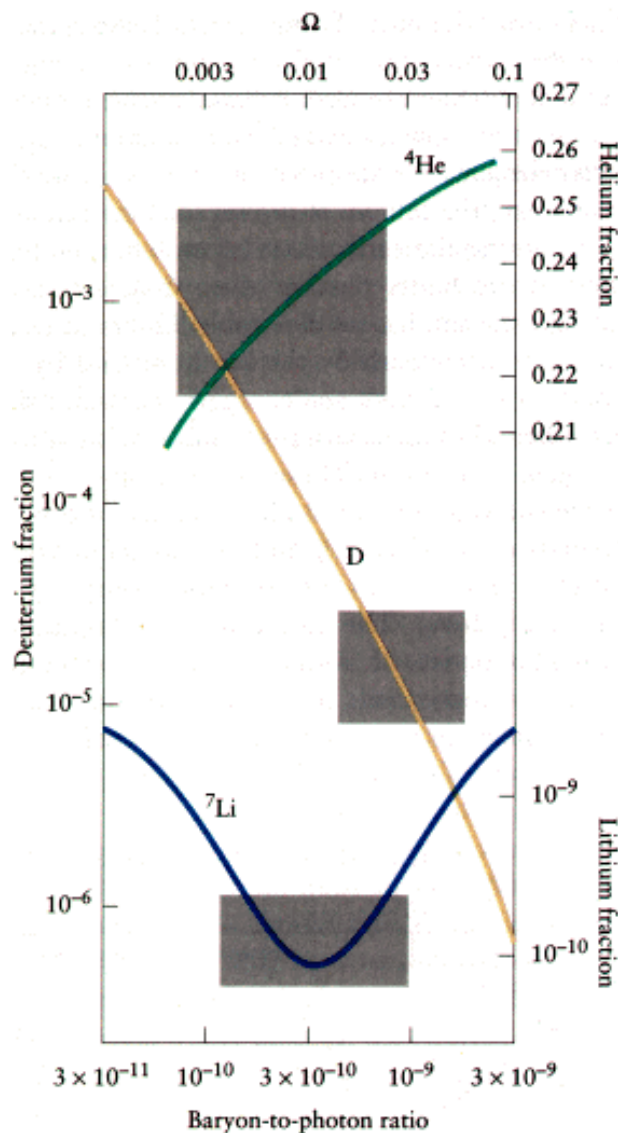 Ω
0.003 0.01 0.03 0.1
0.27
⁴He
0.26
0.25
Helium fraction
10⁻³
0.24
0.23
0.22
0.21
Deuterium fraction
10⁻⁴
D
10⁻⁵
⁷Li
10⁻⁹
Lithium fraction
10⁻⁶
10⁻¹⁰
3 × 10⁻¹¹ 10⁻¹⁰ 3 × 10⁻¹⁰ 10⁻⁹ 3 × 10⁻⁹
Baryon-to-photon ratio